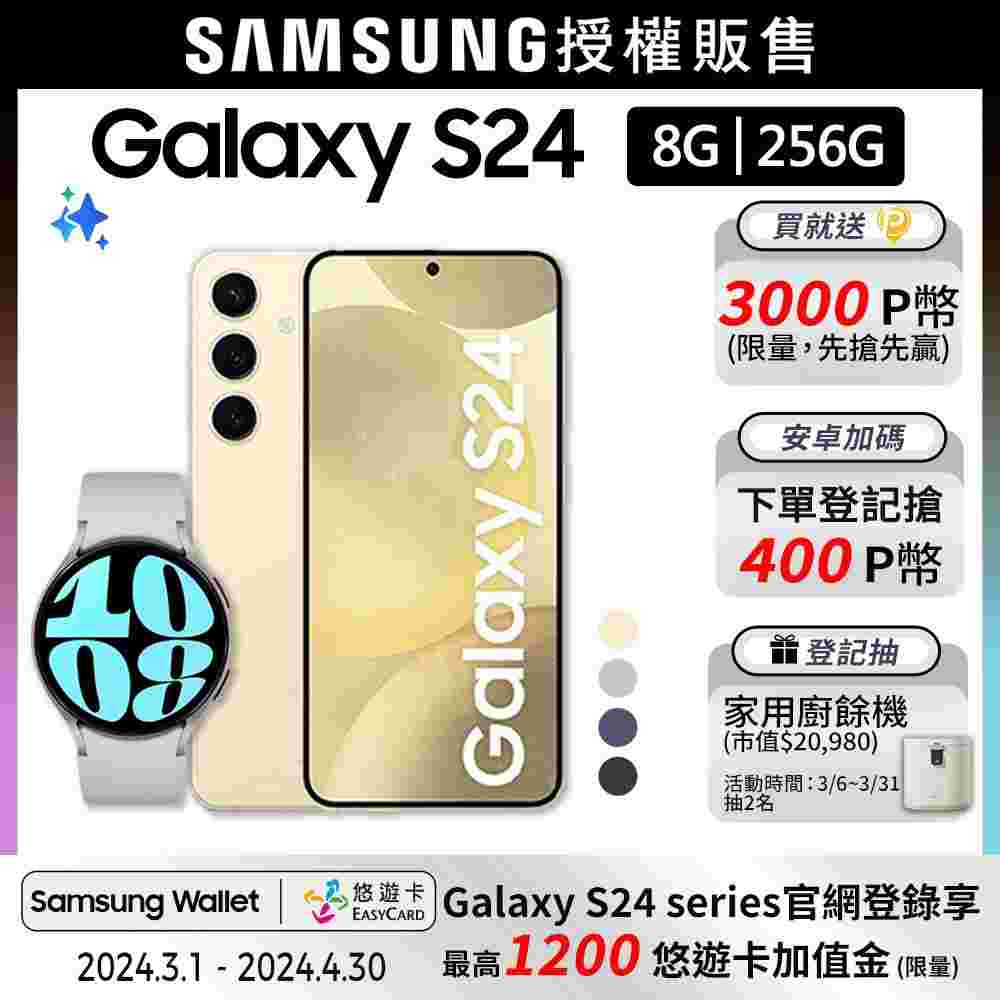 SAMSUNG授權販售
Galaxy S24 8G|256G
買就送 P
3000 P幣
(限量，先搶先贏)
Galaxy S24
安卓加碼
下單登記搶
400 P幣
10
08
登記抽
家用廚餘機
(市值$20,980)
活動時間：3/6~3/31
抽2名
Samsung Wallet | 悠遊卡 EASYCARD
2024.3.1 - 2024.4.30
Galaxy S24 series官網登錄享
最高1200 悠遊卡加值金 (限量)